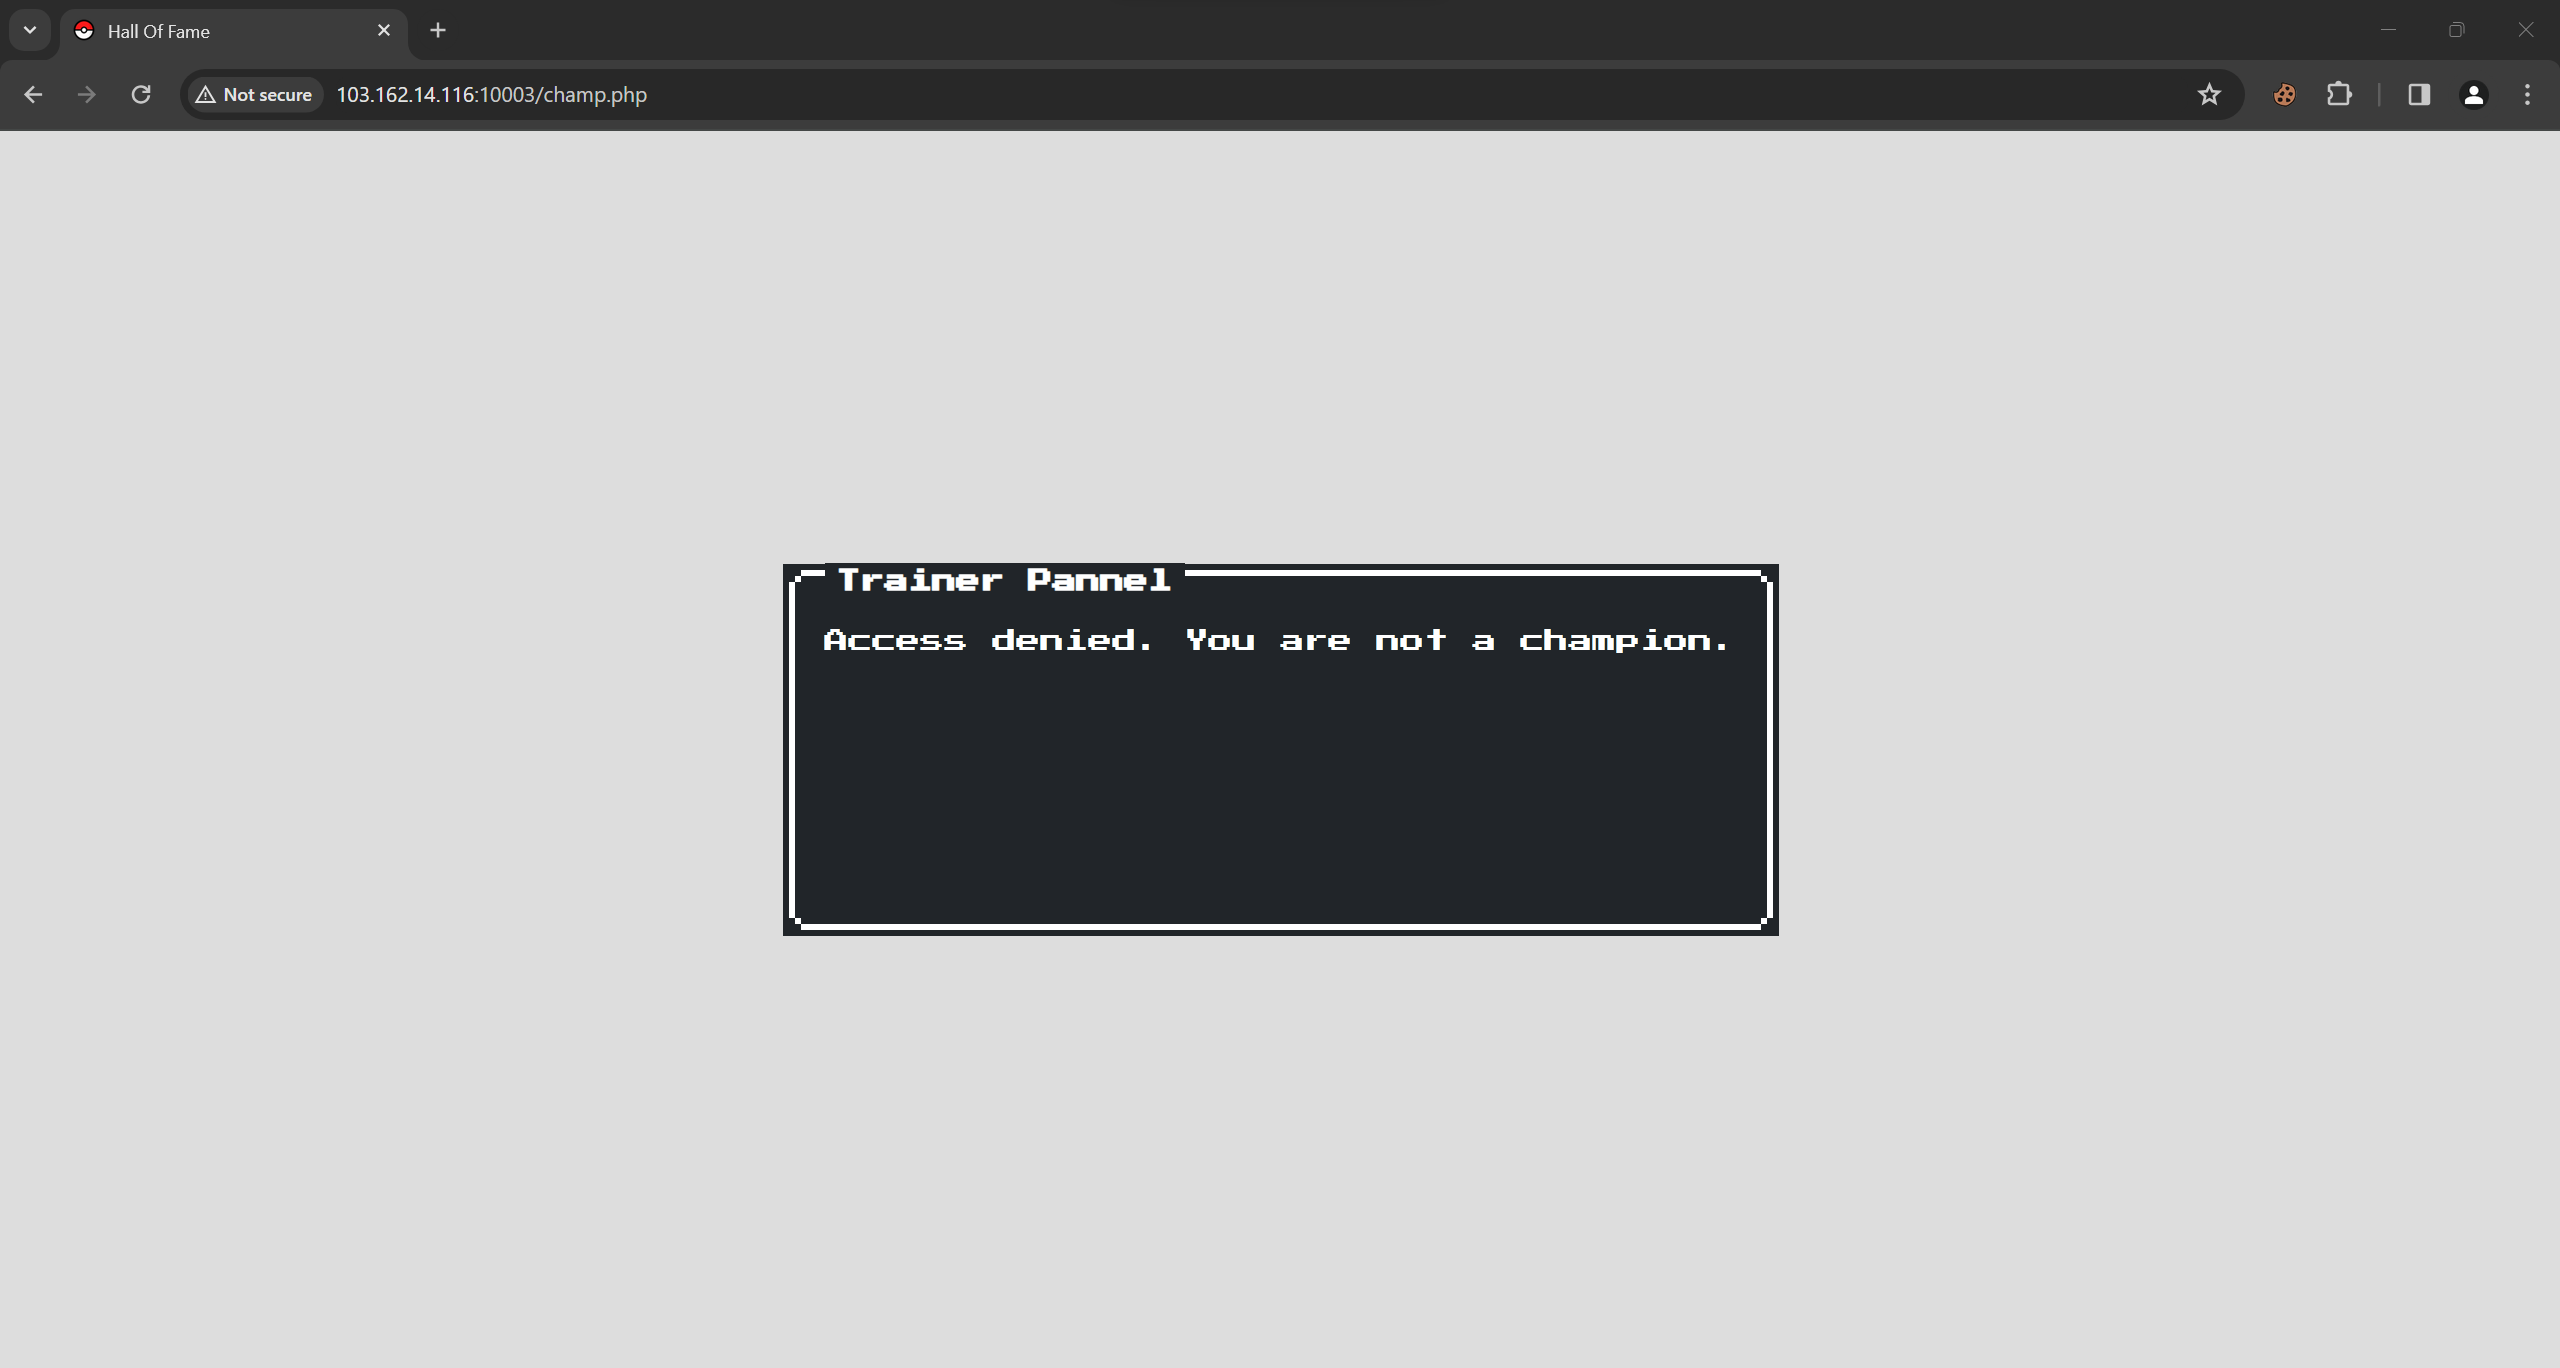 Hall Of Fame
Not secure
103.162.14.116:10003/champ.php
Trainer Pannel
Access denied. You are not a champion.